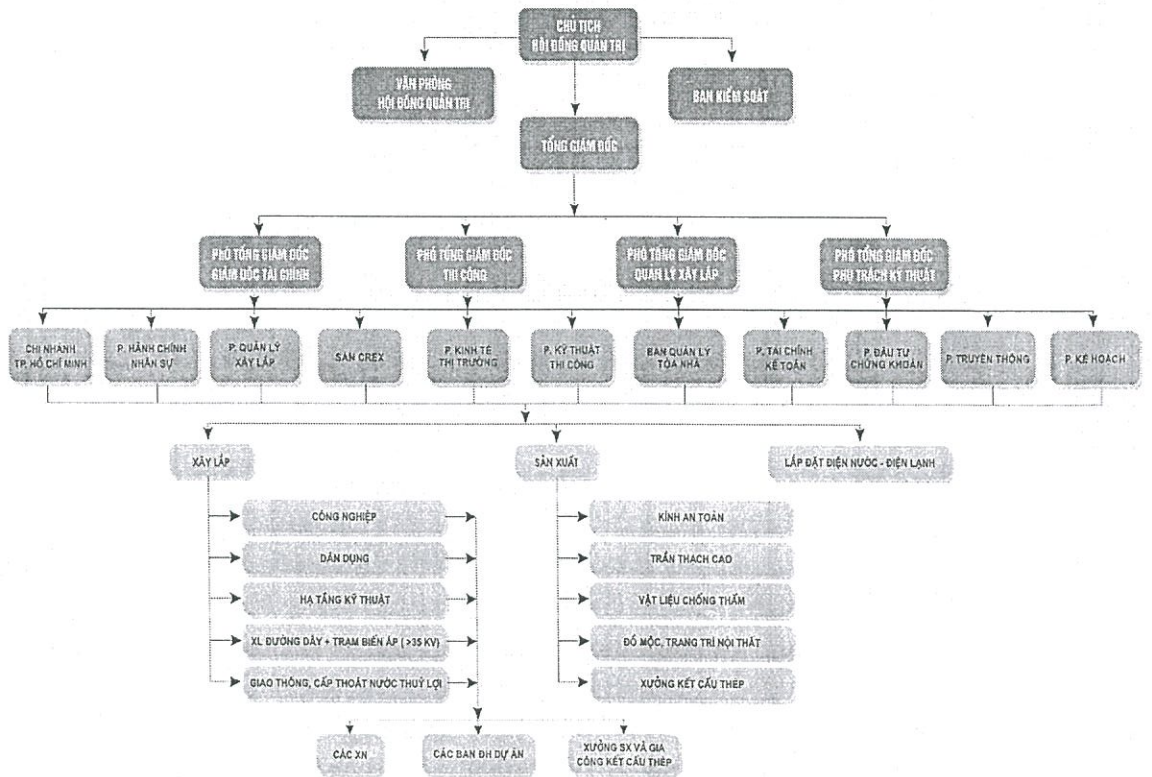 CHỦ TỊCH
HỘI ĐỒNG QUẢN TRỊ
VĂN PHÒNG
HỘI ĐỒNG QUẢN TRỊ
BAN KIỂM SOÁT
TỔNG GIÁM ĐỐC
PHÓ TỔNG GIÁM ĐỐC
GIÁM ĐỐC TÀI CHÍNH
PHÓ TỔNG GIÁM ĐỐC
THI CÔNG
PHÓ TỔNG GIÁM ĐỐC
QUẢN LÝ XÂY LẮP
PHÓ TỔNG GIÁM ĐỐC
PHỤ TRÁCH KỸ THUẬT
CHI NHÁNH
TP. HỒ CHÍ MINH
P. HÀNH CHÍNH
NHÂN SỰ
P. QUẢN LÝ
XÂY LẮP
SÀN CREX
P. KINH TẾ
THỊ TRƯỜNG
P. KỸ THUẬT
THI CÔNG
BAN QUẢN LÝ
TÒA NHÀ
P. TÀI CHÍNH
KẾ TOÁN
P. ĐẦU TƯ
CHỨNG KHOÁN
P. TRUYỀN THÔNG
P. KẾ HOẠCH
XÂY LẮP
SẢN XUẤT
LẮP ĐẶT ĐIỆN NƯỚC - ĐIỆN LẠNH
CÔNG NGHIỆP
DÂN DỤNG
HẠ TẦNG KỸ THUẬT
XL ĐƯỜNG DÂY + TRẠM BIẾN ÁP ( >35 KV)
GIAO THÔNG, CẤP THOÁT NƯỚC THUỶ LỢI
KÍNH AN TOÀN
TRẦN THẠCH CAO
VẬT LIỆU CHỐNG THẤM
ĐỒ MỘC, TRANG TRÍ NỘI THẤT
XƯỞNG KẾT CẤU THÉP
CÁC XN
CÁC BAN ĐH DỰ ÁN
XƯỞNG SX VÀ GIA
CÔNG KẾT CẤU THÉP